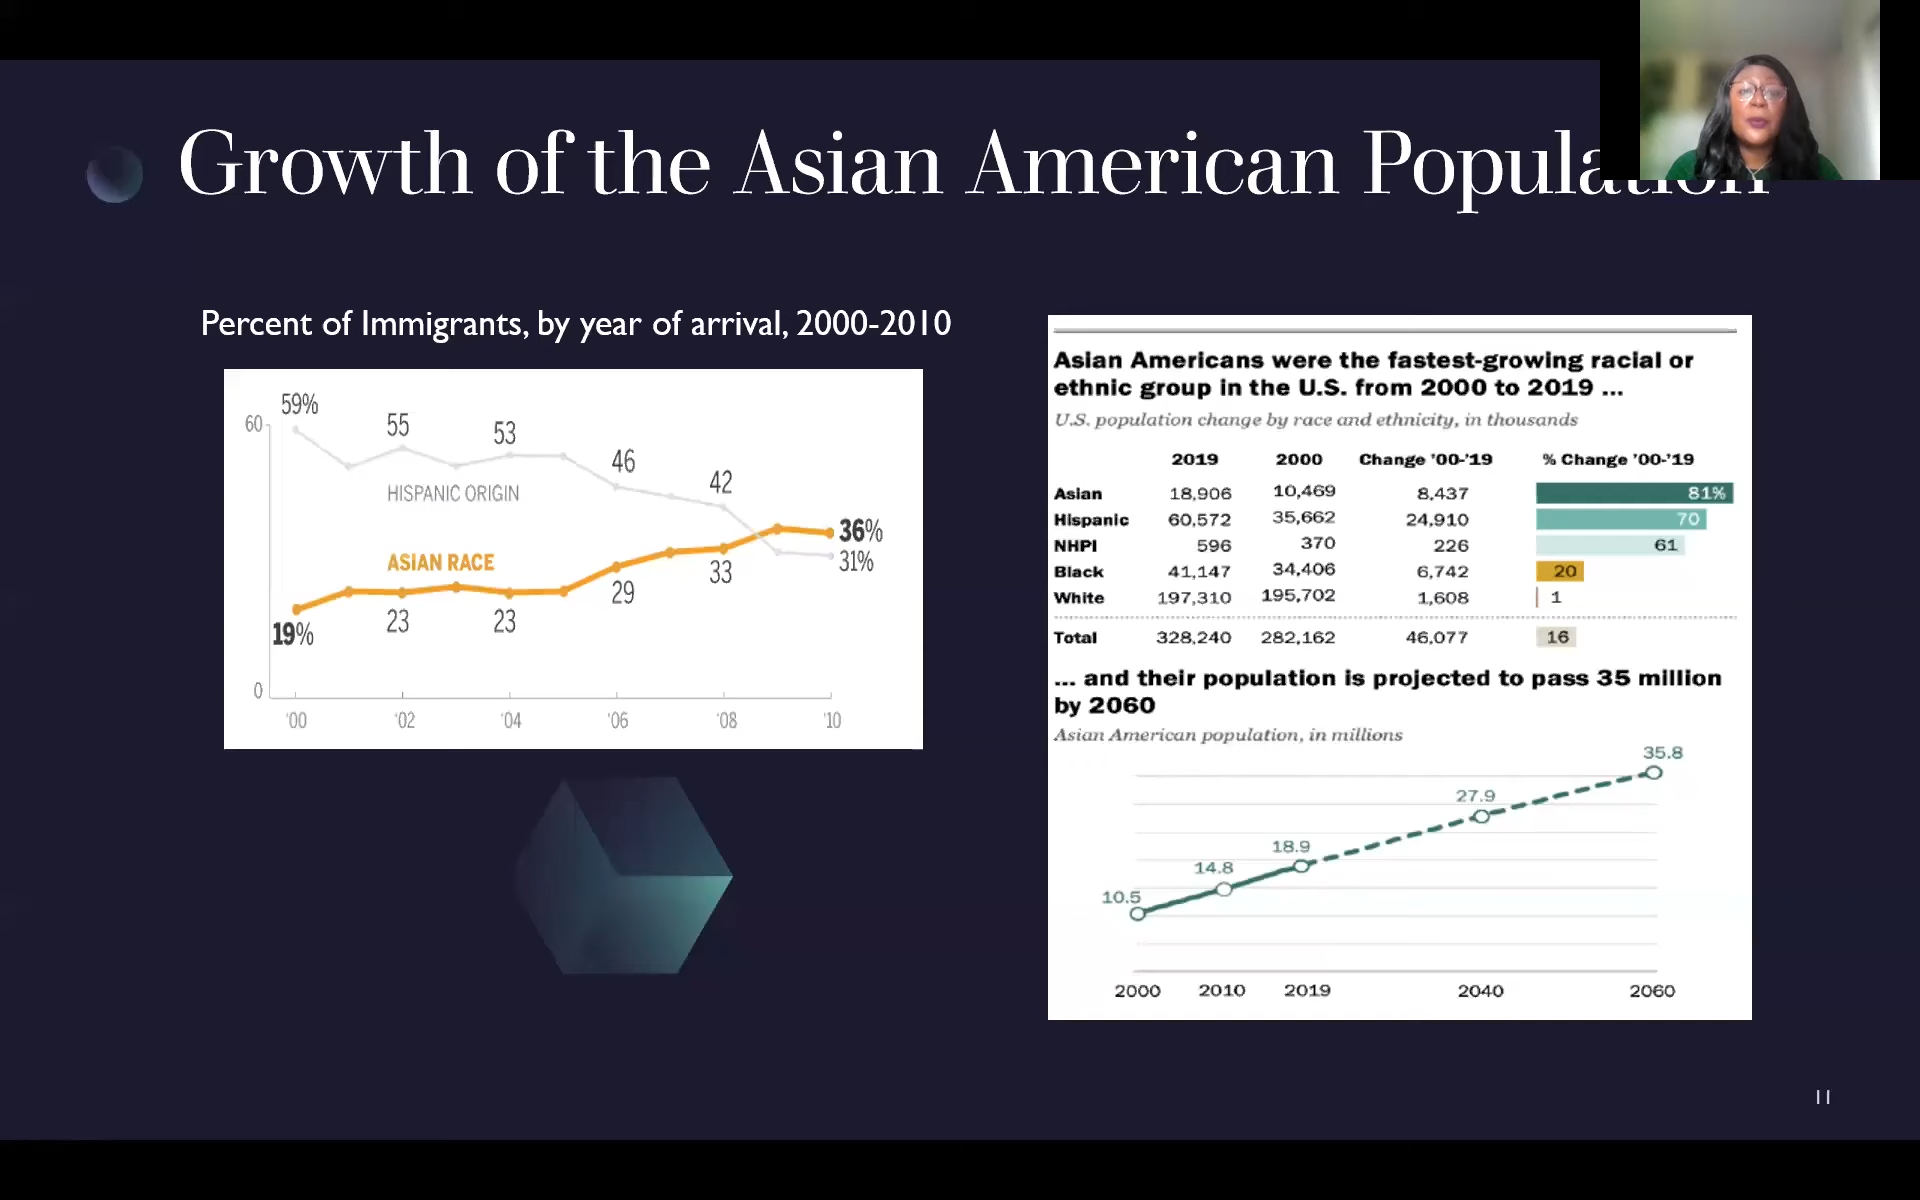 Growth of the Asian American Population
Percent of Immigrants, by year of arrival, 2000-2010
59%
60
55
53
46
42
HISPANIC ORIGIN
36%
31%
ASIAN RACE
33
29
23
23
19%
0
'00 '02 '04 '06 '08 '10
Asian Americans were the fastest-growing racial or
ethnic group in the U.S. from 2000 to 2019 ...
U.S. population change by race and ethnicity, in thousands
2019 2000 Change '00-'19 % Change '00-'19
Asian 18,906 10,469 8,437 81%
Hispanic 60,572 35,662 24,910 70
NHPI 596 370 226 61
Black 41,147 34,406 6,742 20
White 197,310 195,702 1,608 1
Total 328,240 282,162 46,077 16
... and their population is projected to pass 35 million
by 2060
Asian American population, in millions
35.8
27.9
18.9
14.8
10.5
2000 2010 2019 2040 2060
11